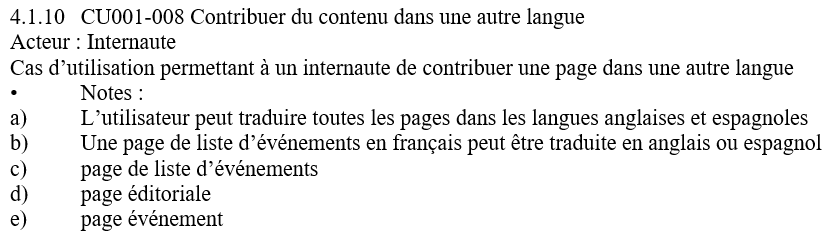 4.1.10 CU001-008 Contribuer du contenu dans une autre langue
Acteur : Internaute
Cas d’utilisation permettant à un internaute de contribuer une page dans une autre langue
• Notes :
a) L’utilisateur peut traduire toutes les pages dans les langues anglaises et espagnoles
b) Une page de liste d’événements en français peut être traduite en anglais ou espagnol
c) page de liste d’événements
d) page éditoriale
e) page événement